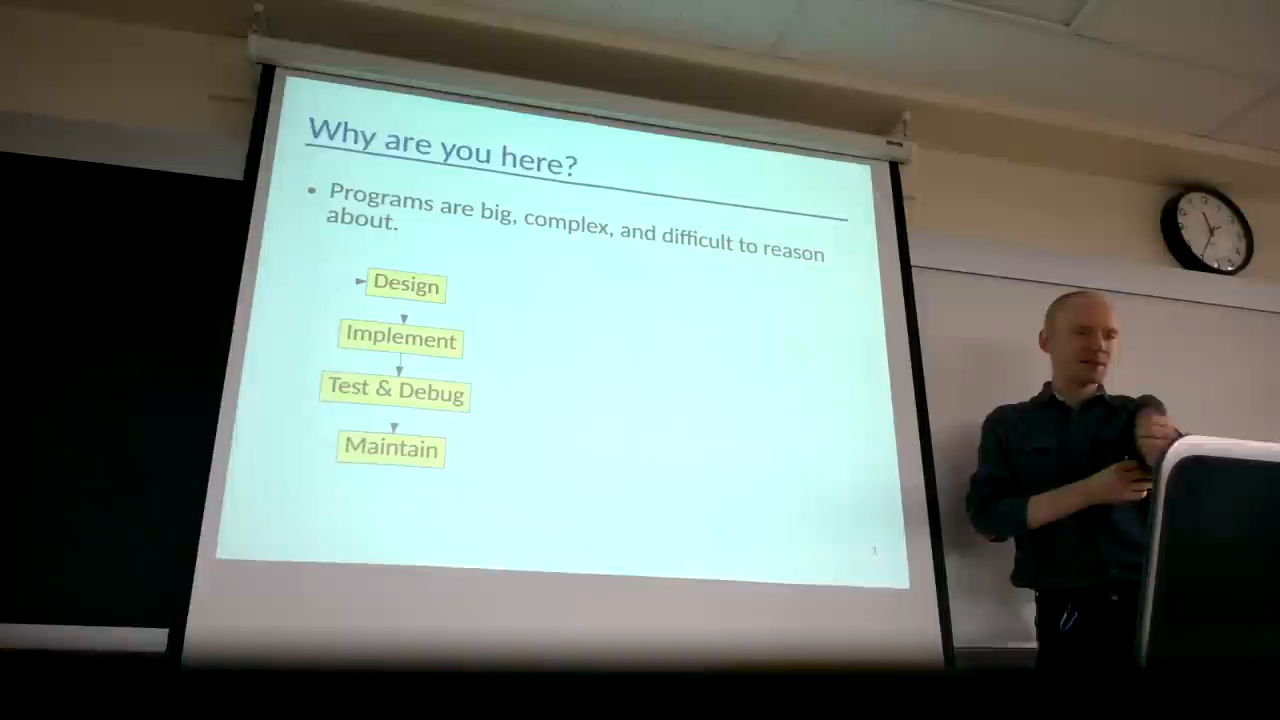 Why are you here?
• Programs are big, complex, and difficult to reason
about.
Design
Implement
Test & Debug
Maintain